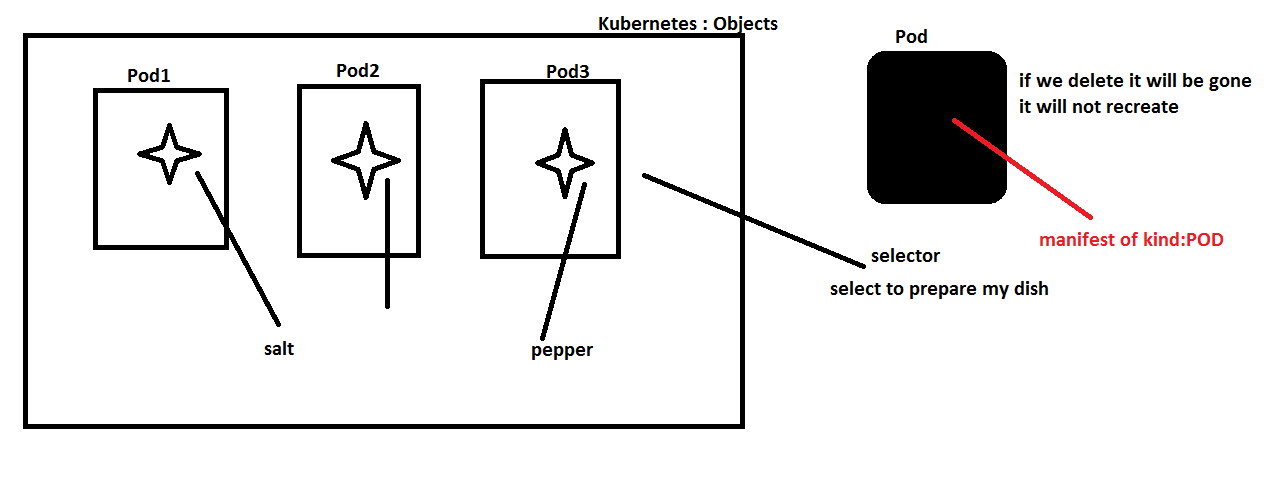 Kubernetes : Objects
Pod1
Pod2
Pod3
salt
pepper
Pod
if we delete it will be gone
it will not recreate
manifest of kind:POD
selector
select to prepare my dish